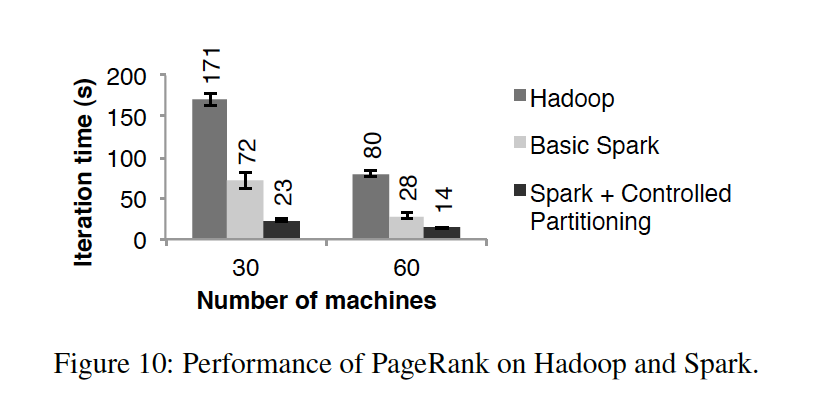 Iteration time (s)
200
150
100
50
0
171
72
23
80
28
14
30
60
Number of machines
Hadoop
Basic Spark
Spark + Controlled
Partitioning
Figure 10: Performance of PageRank on Hadoop and Spark.